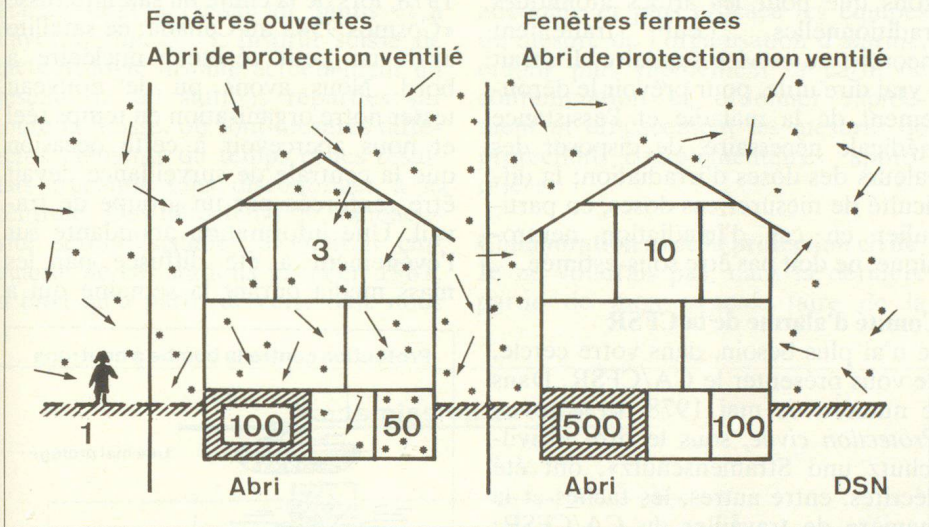 Fenêtres ouvertes
Abri de protection ventilé
Fenêtres fermées
Abri de protection non ventilé
3
10
1
100
50
500
100
Abri
Abri
DSN